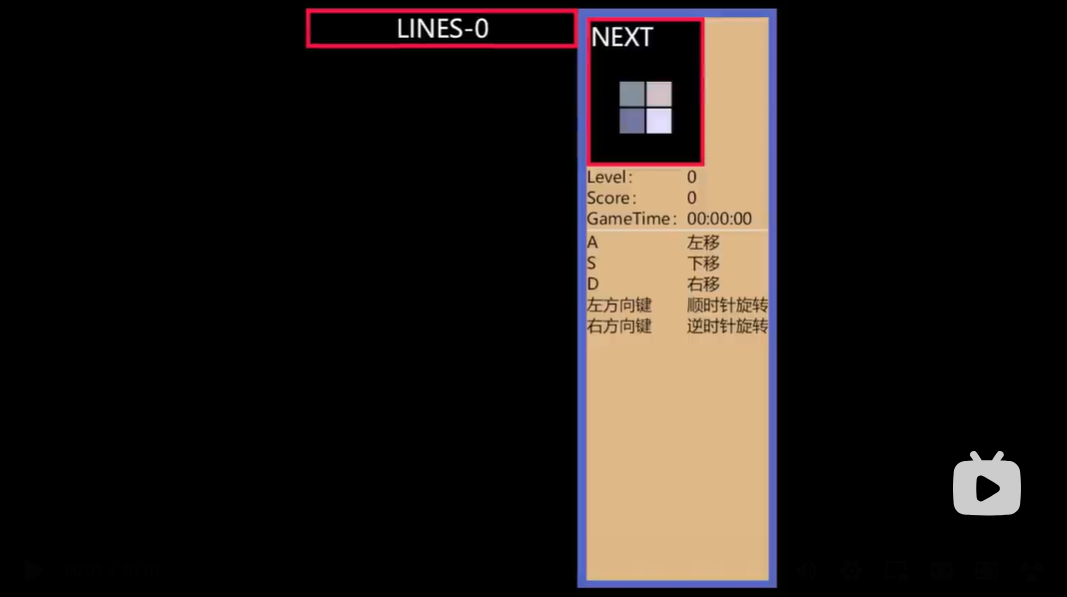 LINES-0
NEXT
Level: 0
Score: 0
GameTime: 00:00:00
A 左移
S 下移
D 右移
左方向键 顺时针旋转
右方向键 逆时针旋转